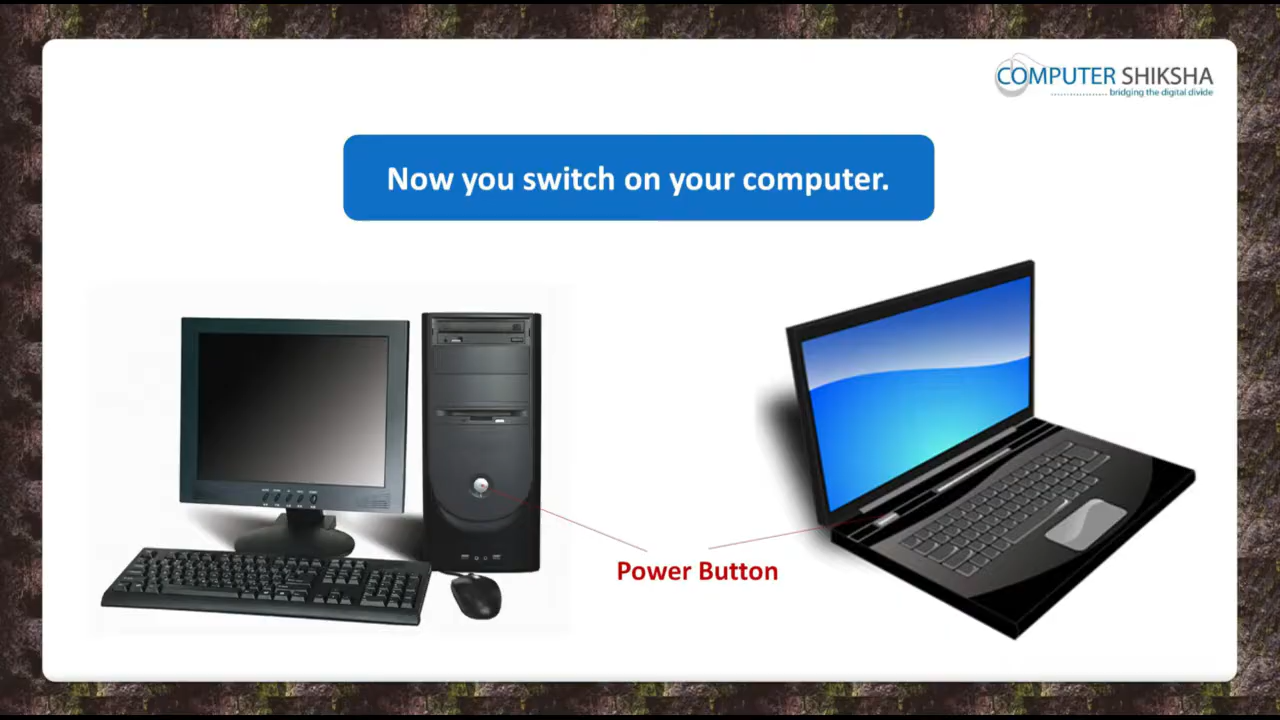 COMPUTER SHIKSHA
bridging the digital divide
Now you switch on your computer.
Power Button